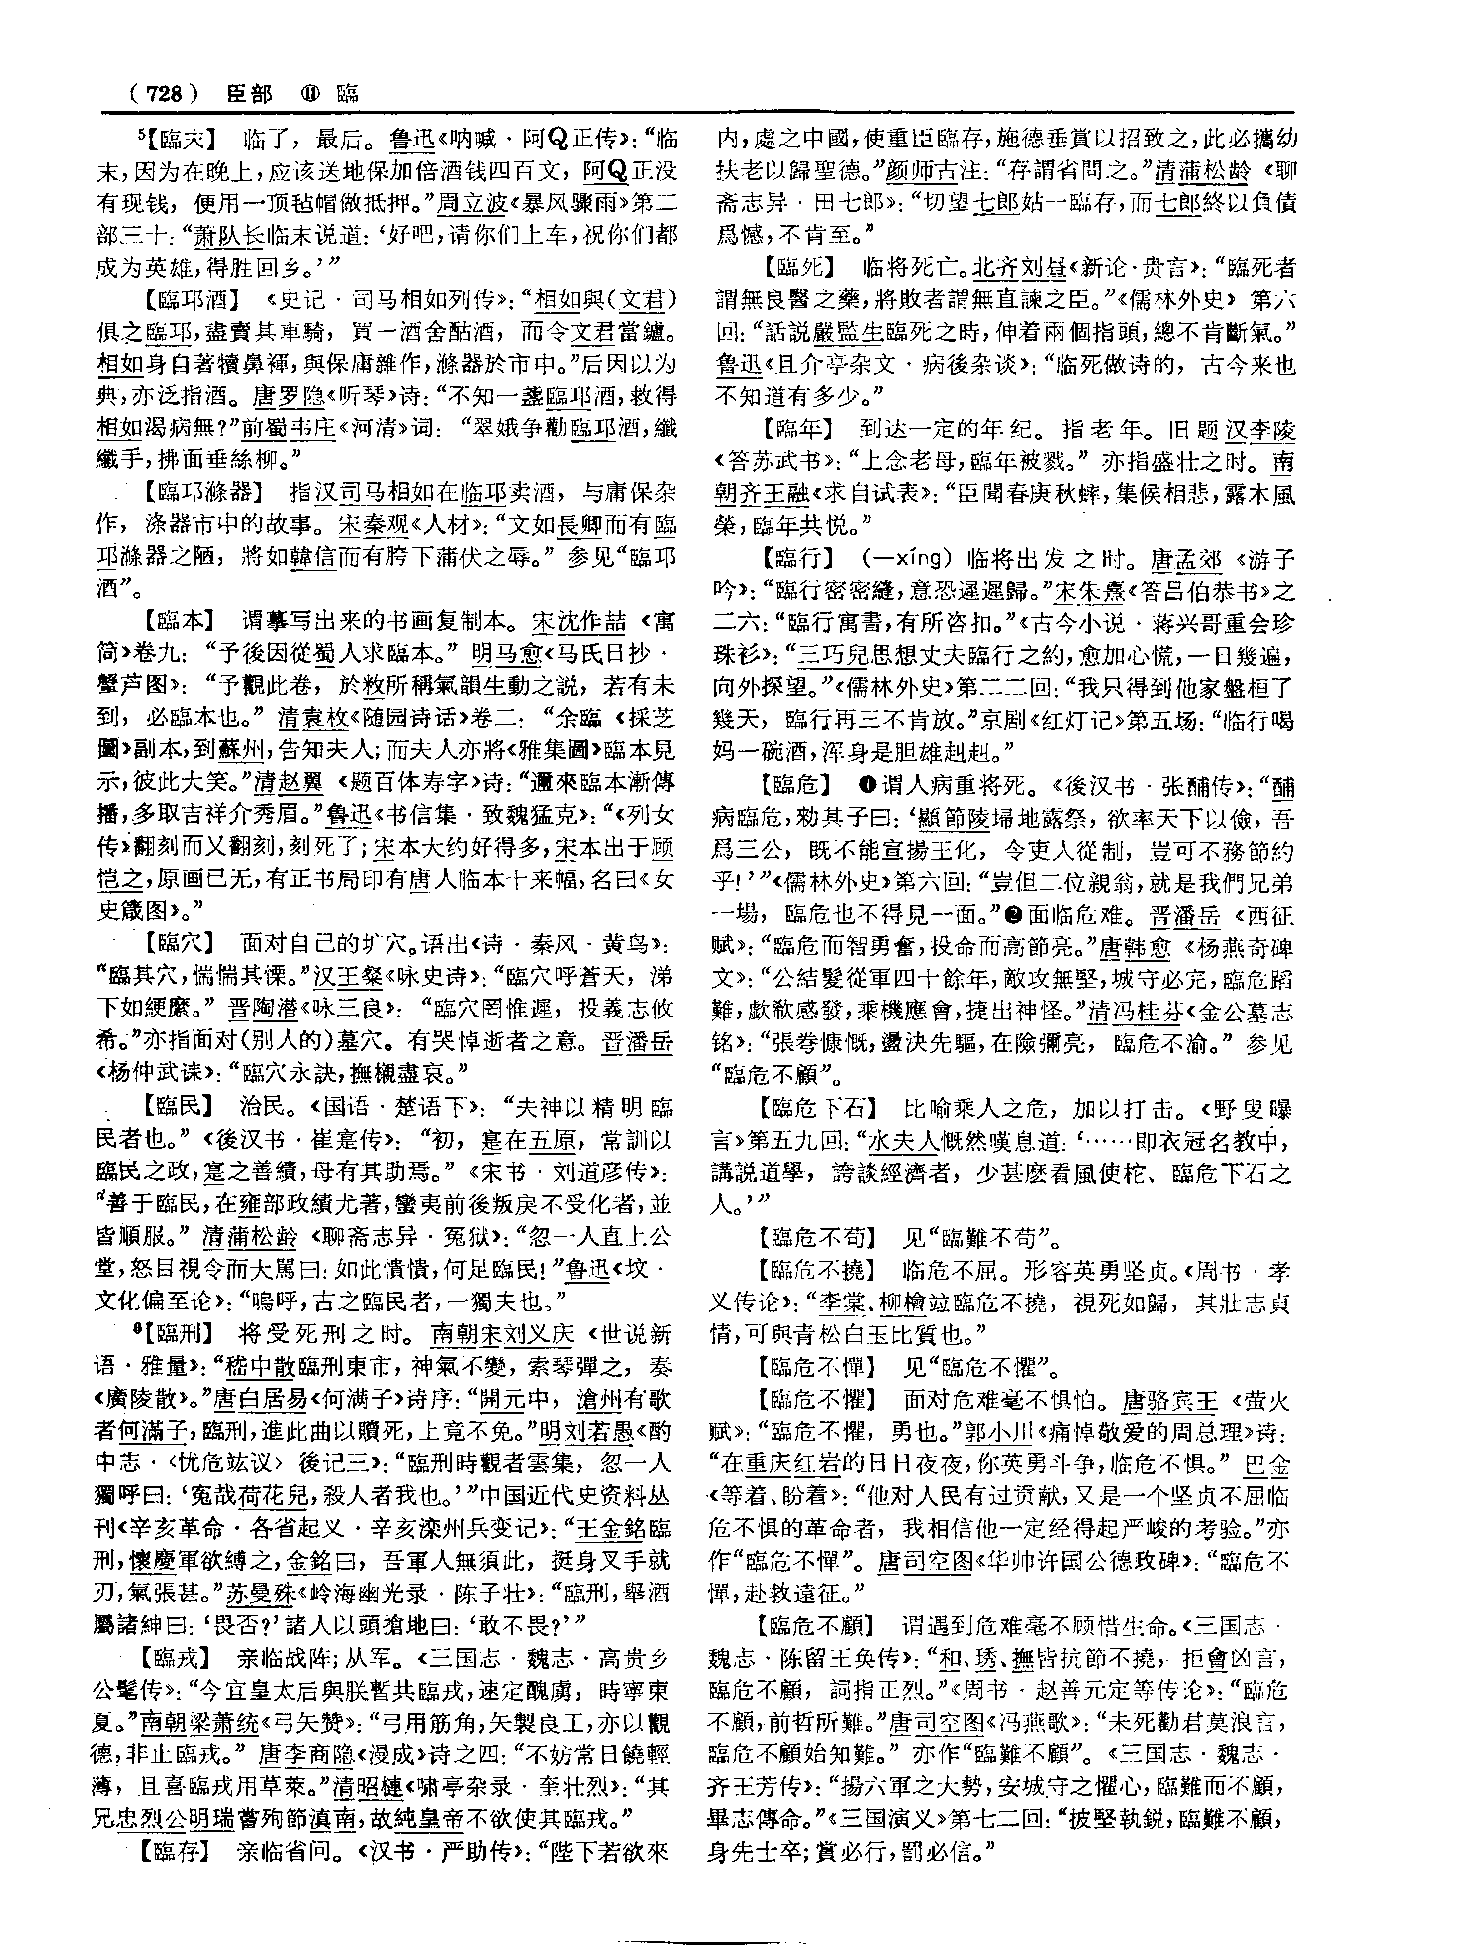 (728) 臣部 ⑪ 臨
⁵【臨末】 临了，最后。鲁迅《呐喊·阿Q正传》：“临
末，因为在晚上，应该送地保加倍酒钱四百文，阿Q正没
有现钱，便用一顶毡帽做抵押。”周立波《暴风骤雨》第二
部三十：“萧队长临末说道：‘好吧，请你们上车，祝你们都
成为英雄，得胜回乡。’”
【臨邛酒】 《史记·司马相如列传》：“相如與（文君）
俱之臨邛，盡賣其車騎，買一酒舍酤酒，而令文君當鑪。
相如身自著犢鼻褌，與保庸雜作，滌器於市中。”后因以为
典，亦泛指酒。唐罗隐《听琴》诗：“不知一盞臨邛酒，救得
相如渴病無？”前蜀韦庄《河清》词：“翠娥争勸臨邛酒，纖
纖手，拂面垂絲柳。”
【臨邛滌器】 指汉司马相如在临邛卖酒，与庸保杂
作，涤器市中的故事。宋秦观《人材》：“文如長卿而有臨
邛滌器之陋，將如韓信而有胯下蒲伏之辱。”参见“臨邛
酒”。
【臨本】 谓摹写出来的书画复制本。宋沈作喆《寓
简》卷九：“予後因從蜀人求臨本。”明马愈《马氏日抄·
蟹芦图》：“予觀此卷，於敉所稱氣韻生動之説，若有未
到，必臨本也。”清袁枚《随园诗话》卷二：“余臨《採芝
圖》副本，到蘇州，告知夫人；而夫人亦將《雅集圖》臨本見
示，彼此大笑。”清赵翼《题百体寿字》诗：“邇來臨本漸傳
播，多取吉祥介秀眉。”鲁迅《书信集·致魏猛克》：“《列女
传》翻刻而又翻刻，刻死了；宋本大约好得多，宋本出于顾
恺之，原画已无，有正书局印有唐人临本十来幅，名曰《女
史箴图》。”
【臨穴】 面对自己的圹穴。语出《诗·秦风·黄鸟》：
“臨其穴，惴惴其慄。”汉王粲《咏史诗》：“臨穴呼蒼天，涕
下如綆縻。”晋陶潜《咏三良》：“臨穴罔惟遲，投義志攸
希。”亦指面对（别人的）墓穴。有哭悼逝者之意。晋潘岳
《杨仲武诔》：“臨穴永訣，撫櫬盡哀。”
【臨民】 治民。《国语·楚语下》：“夫神以精明臨
民者也。”《後汉书·崔寔传》：“初，寔在五原，常訓以
臨民之政，寔之善績，母有其助焉。”《宋书·刘道彦传》：
“善于臨民，在雍部政績尤著，蠻夷前後叛戾不受化者，並
皆順服。”清蒲松龄《聊斋志异·冤狱》：“忽一人直上公
堂，怒目視令而大罵曰：如此憒憒，何足臨民！”鲁迅《坟·
文化偏至论》：“嗚呼，古之臨民者，一獨夫也。”
⁶【臨刑】 将受死刑之时。南朝宋刘义庆《世说新
语·雅量》：“嵇中散臨刑東市，神氣不變，索琴彈之，奏
《廣陵散》。”唐白居易《何满子》诗序：“開元中，滄州有歌
者何滿子，臨刑，進此曲以贖死，上竟不免。”明刘若愚《酌
中志·〈忧危竑议〉後记三》：“臨刑時觀者雲集，忽一人
獨呼曰：‘冤哉荷花兒，殺人者我也。’”中国近代史资料丛
刊《辛亥革命·各省起义·辛亥滦州兵变记》：“王金銘臨
刑，懷慶軍欲縛之，金銘曰，吾軍人無須此，挺身叉手就
刃，氣張甚。”苏曼殊《岭海幽光录·陈子壮》：“臨刑，舉酒
屬諸紳曰：‘畏否？’諸人以頭搶地曰：‘敢不畏？’”
【臨戎】 亲临战阵；从军。《三国志·魏志·高贵乡
公髦传》：“今宜皇太后與朕暫共臨戎，速定醜虜，時寧東
夏。”南朝梁萧统《弓矢赞》：“弓用筋角，矢製良工，亦以觀
德，非止臨戎。”唐李商隐《漫成》诗之四：“不妨常日饒輕
薄，且喜臨戎用草萊。”清昭槤《啸亭杂录·奎壮烈》：“其
兄忠烈公明瑞嘗殉節滇南，故純皇帝不欲使其臨戎。”
【臨存】 亲临省问。《汉书·严助传》：“陛下若欲來
内，處之中國，使重臣臨存，施德垂賞以招致之，此必攜幼
扶老以歸聖德。”颜师古注：“存謂省問之。”清蒲松龄《聊
斋志异·田七郎》：“切望七郎姑一臨存，而七郎終以負債
爲憾，不肯至。”
【臨死】 临将死亡。北齐刘昼《新论·贵言》：“臨死者
謂無良醫之藥，將敗者謂無直諫之臣。”《儒林外史》第六
回：“話説嚴監生臨死之時，伸着兩個指頭，總不肯斷氣。”
鲁迅《且介亭杂文·病後杂谈》：“临死做诗的，古今来也
不知道有多少。”
【臨年】 到达一定的年纪。指老年。旧题汉李陵
《答苏武书》：“上念老母，臨年被戮。”亦指盛壮之时。南
朝齐王融《求自试表》：“臣聞春庚秋蟀，集候相悲，露木風
榮，臨年共悦。”
【臨行】 （—xíng）临将出发之时。唐孟郊《游子
吟》：“臨行密密縫，意恐遲遲歸。”宋朱熹《答吕伯恭书》之
二六：“臨行寓書，有所咨扣。”《古今小说·蒋兴哥重会珍
珠衫》：“三巧兒思想丈夫臨行之約，愈加心慌，一日幾遍，
向外探望。”《儒林外史》第二二回：“我只得到他家盤桓了
幾天，臨行再三不肯放。”京剧《红灯记》第五场：“临行喝
妈一碗酒，浑身是胆雄赳赳。”
【臨危】 ❶谓人病重将死。《後汉书·张酺传》：“酺
病臨危，勑其子曰：‘顯節陵埽地露祭，欲率天下以儉，吾
爲三公，既不能宣揚王化，令吏人從制，豈可不務節約
乎！’”《儒林外史》第六回：“豈但二位親翁，就是我們兄弟
一場，臨危也不得見一面。”❷面临危难。晋潘岳《西征
赋》：“臨危而智勇奮，投命而高節亮。”唐韩愈《杨燕奇碑
文》：“公結髮從軍四十餘年，敵攻無堅，城守必完，臨危蹈
難，歔欷感發，乘機應會，捷出神怪。”清冯桂芬《金公墓志
铭》：“張弮慷慨，盪決先驅，在險彌亮，臨危不渝。”参见
“臨危不顧”。
【臨危下石】 比喻乘人之危，加以打击。《野叟曝
言》第五九回：“水夫人慨然嘆息道：‘……即衣冠名教中，
講説道學，誇談經濟者，少甚麽看風使柁、臨危下石之
人。’”
【臨危不苟】 见“臨難不苟”。
【臨危不撓】 临危不屈。形容英勇坚贞。《周书·孝
义传论》：“李棠、柳檜竝臨危不撓，視死如歸，其壯志貞
情，可與青松白玉比質也。”
【臨危不憚】 见“臨危不懼”。
【臨危不懼】 面对危难毫不惧怕。唐骆宾王《萤火
赋》：“臨危不懼，勇也。”郭小川《痛悼敬爱的周总理》诗：
“在重庆红岩的日日夜夜，你英勇斗争，临危不惧。”巴金
《等着、盼着》：“他对人民有过贡献，又是一个坚贞不屈临
危不惧的革命者，我相信他一定经得起严峻的考验。”亦
作“臨危不憚”。唐司空图《华帅许国公德政碑》：“臨危不
憚，赴救遠征。”
【臨危不顧】 谓遇到危难毫不顾惜生命。《三国志·
魏志·陈留王奂传》：“和、琇、撫皆抗節不撓，拒會凶言，
臨危不顧，詞指正烈。”《周书·赵善元定等传论》：“臨危
不顧，前哲所難。”唐司空图《冯燕歌》：“未死勸君莫浪言，
臨危不顧始知難。”亦作“臨難不顧”。《三国志·魏志·
齐王芳传》：“揚六軍之大勢，安城守之懼心，臨難而不顧，
畢志傳命。”《三国演义》第七二回：“披堅執鋭，臨難不顧，
身先士卒；賞必行，罰必信。”